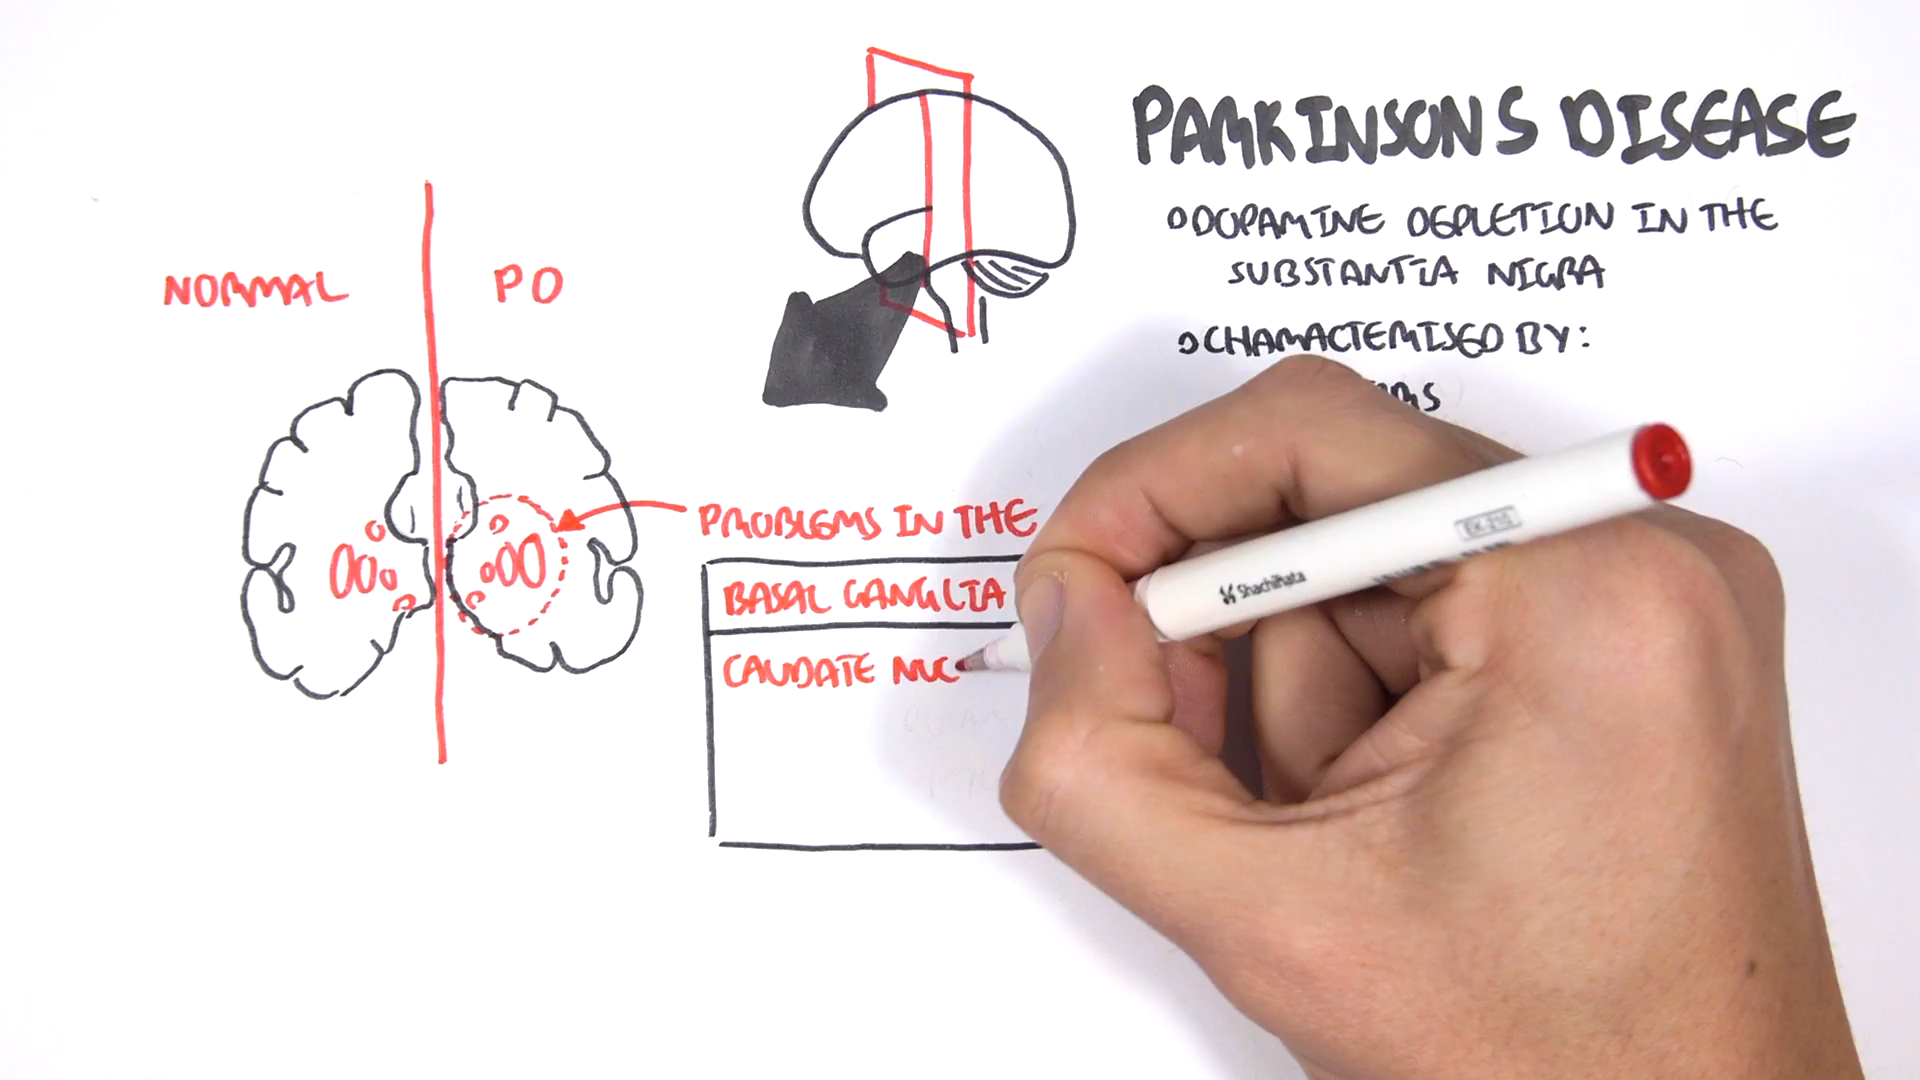 PARKINSONS DISEASE
DOPAMINE DEPLETION IN THE
SUBSTANTIA NIGRA
CHARACTERISED BY:
NORMAL
PD
PROBLEMS IN THE
BASAL GANGLIA
CAUDATE NUC
Shachihata